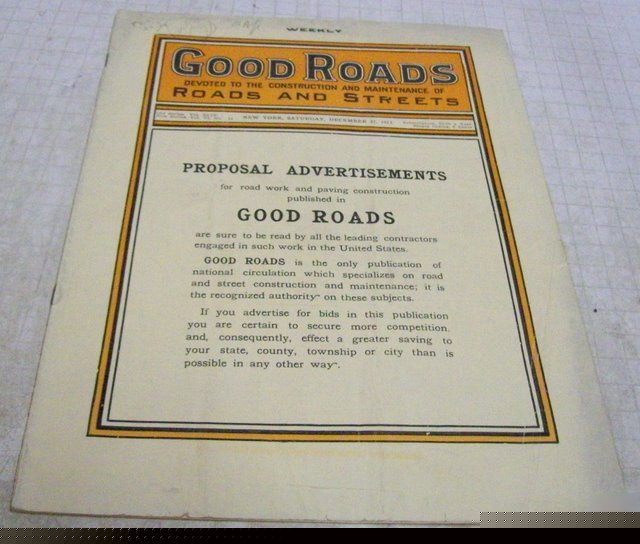 WEEKLY
GOOD ROADS
DEVOTED TO THE CONSTRUCTION AND MAINTENANCE OF
ROADS AND STREETS
NEW YORK, SATURDAY, DECEMBER
PROPOSAL ADVERTISEMENTS
for road work and paving construction
published in
GOOD ROADS
are sure to be read by all the leading contractors
engaged in such work in the United States.
GOOD ROADS is the only publication of
national circulation which specializes on road
and street construction and maintenance; it is
the recognized authority on these subjects.
If you advertise for bids in this publication
you are certain to secure more competition.
and, consequently, effect a greater saving to
your state, county, township or city than is
possible in any other way.